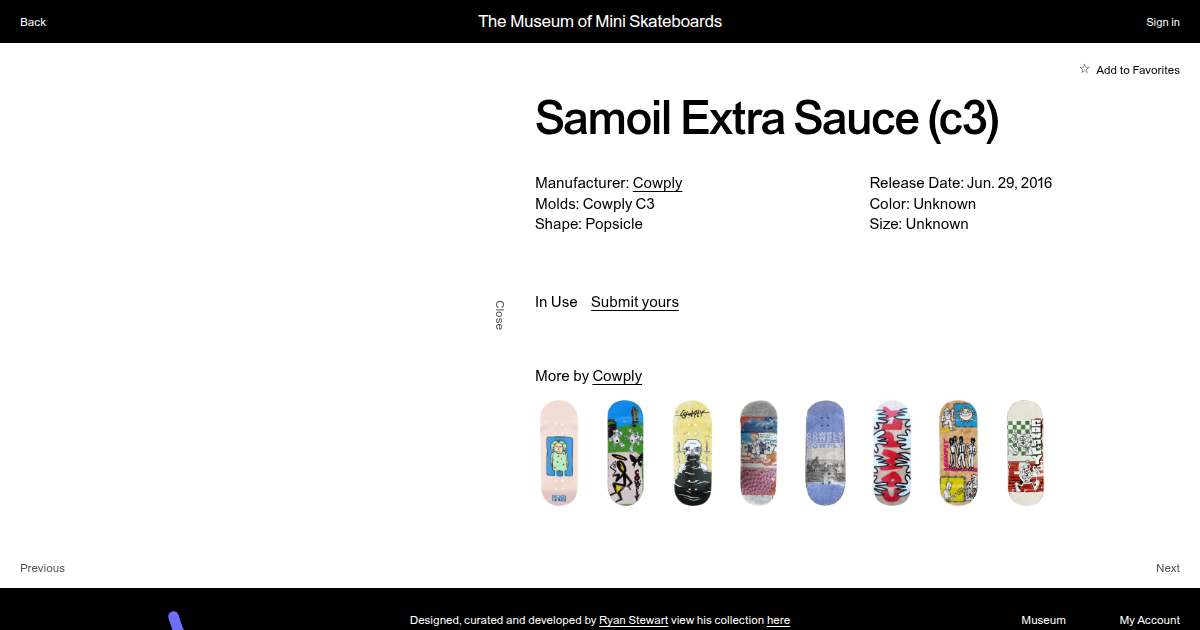 Back
The Museum of Mini Skateboards
Sign in
☆ Add to Favorites
Samoil Extra Sauce (c3)
Manufacturer: Cowply
Molds: Cowply C3
Shape: Popsicle
Release Date: Jun. 29, 2016
Color: Unknown
Size: Unknown
Close
In Use Submit yours
More by Cowply
COWPLY
COWPLY
Previous
Next
Designed, curated and developed by Ryan Stewart view his collection here
Museum
My Account